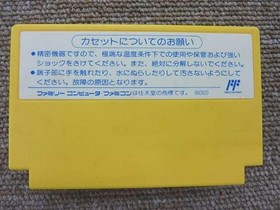 カセットについてのお願い
●精密機器ですので、極端な温度条件下での使用や保管および強い
ショックをさけてください。また、絶対に分解しないでください。
●端子部に手を触れたり、水にぬらしたりして汚さないようにして
ください。故障の原因となります。
ファミリーコンピュータ・ファミコンは任天堂の商標です。
FF